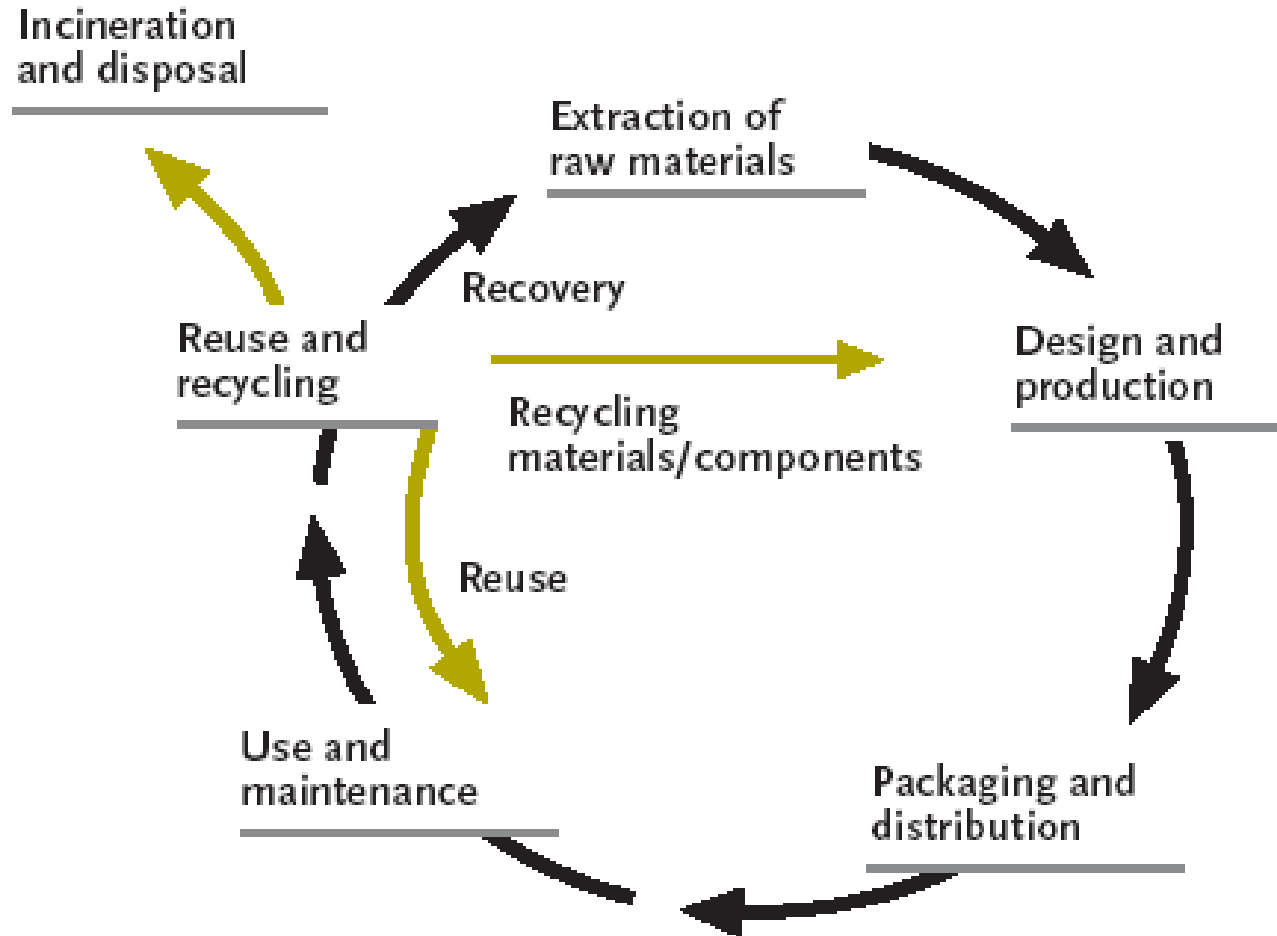 Incineration
and disposal
Extraction of
raw materials
Recovery
Reuse and
recycling
Design and
production
Recycling
materials/components
Reuse
Use and
maintenance
Packaging and
distribution